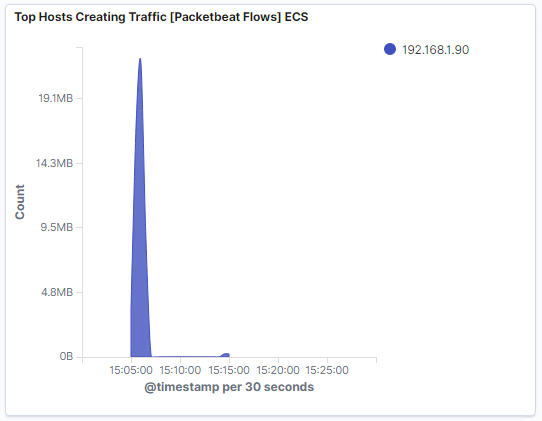 Top Hosts Creating Traffic [Packetbeat Flows] ECS
192.168.1.90
19.1MB
14.3MB
9.5MB
4.8MB
0B
Count
15:05:00 15:10:00 15:15:00 15:20:00 15:25:00
@timestamp per 30 seconds